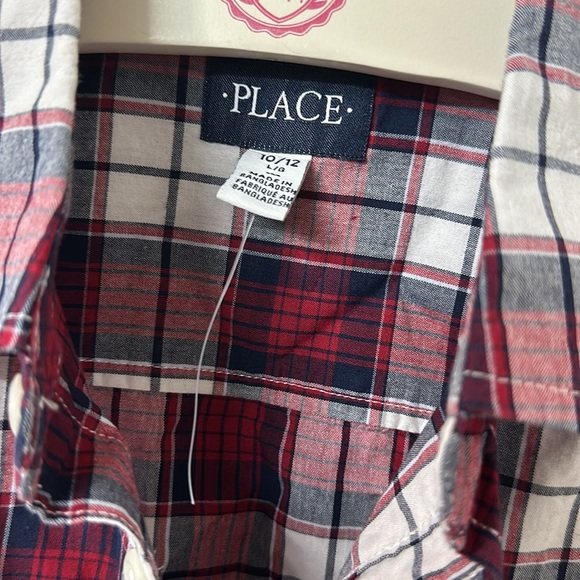 ·PLACE·
10/12
L/G
MADE IN
BANGLADESH
FABRIQUÉ AU
BANGLADESH